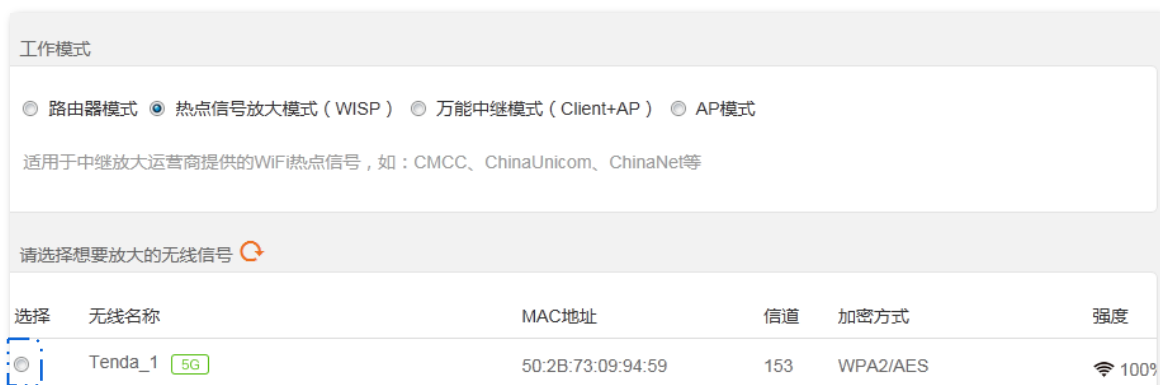 工作模式
路由器模式 热点信号放大模式（WISP） 万能中继模式（Client+AP） AP模式
适用于中继放大运营商提供的WiFi热点信号，如：CMCC、ChinaUnicom、ChinaNet等
请选择想要放大的无线信号
选择 无线名称 MAC地址 信道 加密方式 强度
Tenda_1 5G 50:2B:73:09:94:59 153 WPA2/AES 100%